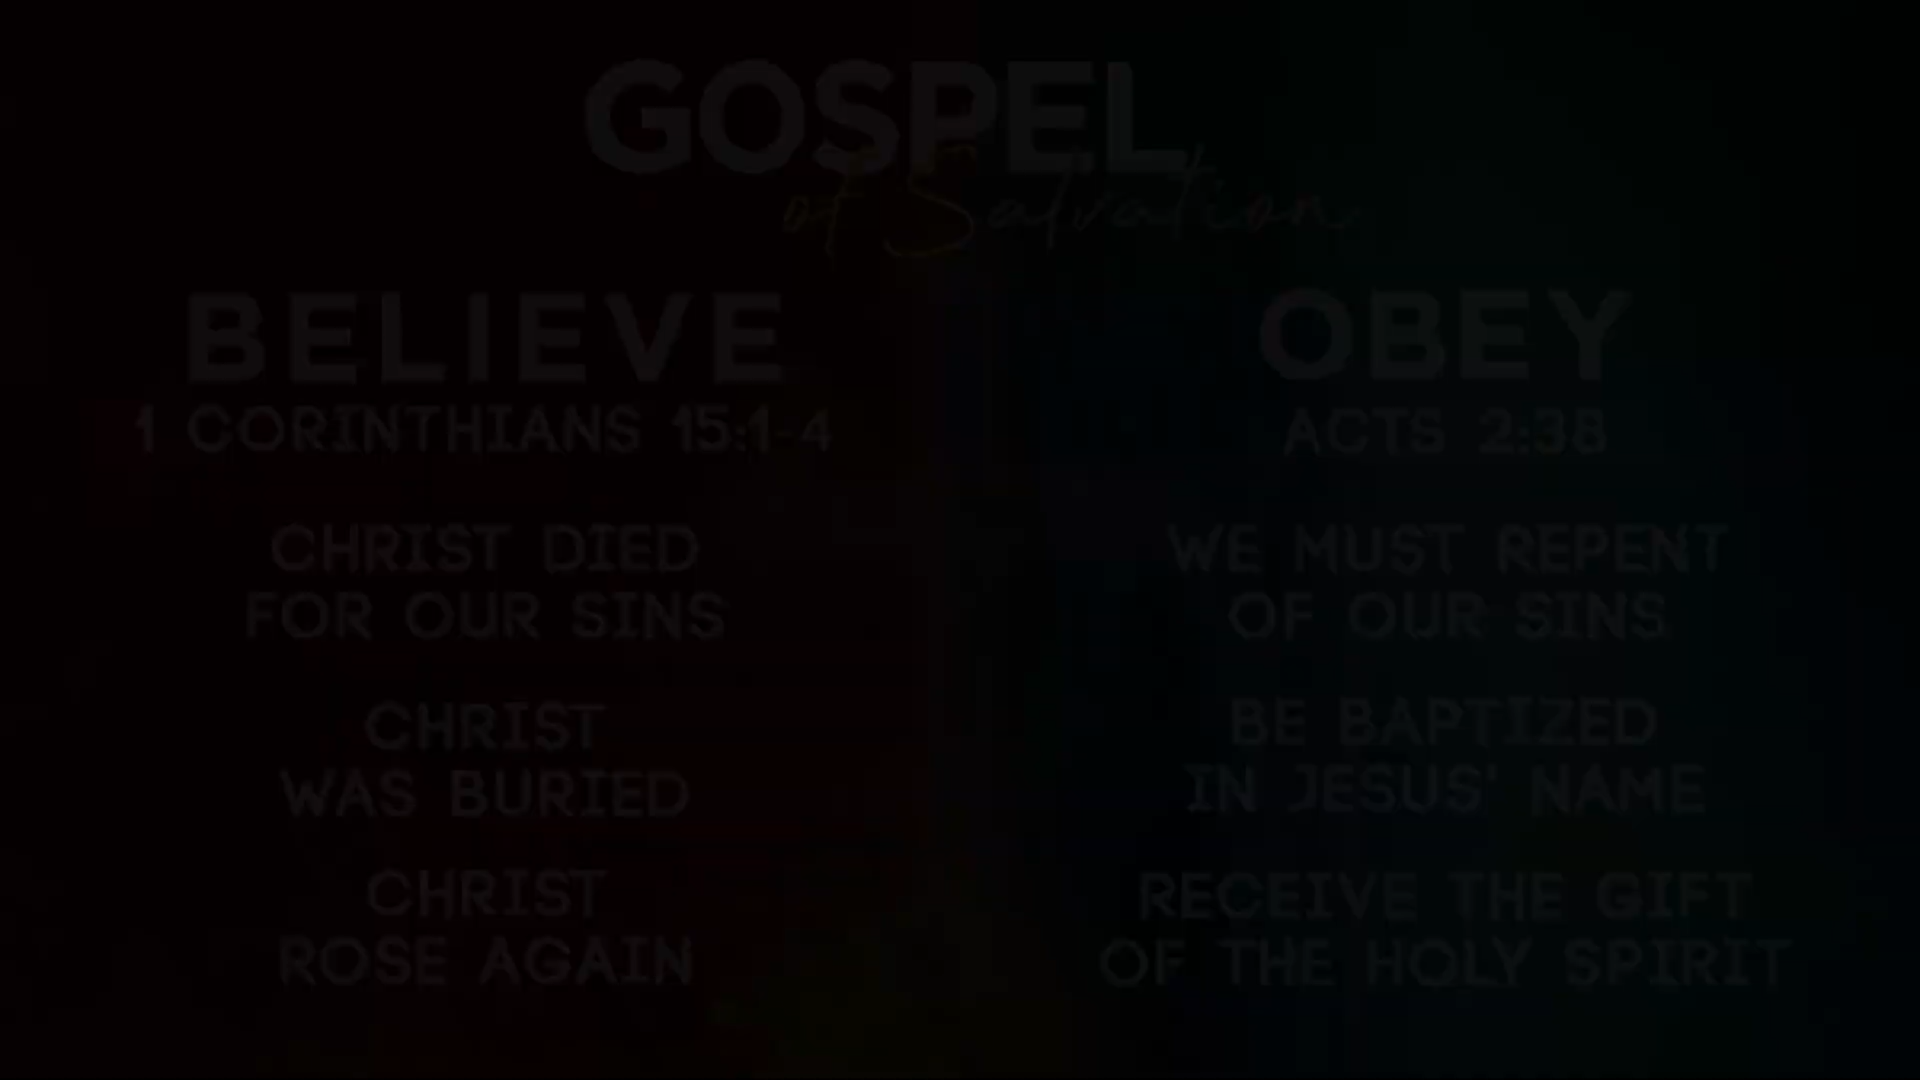 GOSPEL
of Salvation
BELIEVE
1 CORINTHIANS 15:1-4
CHRIST DIED
FOR OUR SINS
CHRIST
WAS BURIED
CHRIST
ROSE AGAIN
OBEY
ACTS 2:38
WE MUST REPENT
OF OUR SINS
BE BAPTIZED
IN JESUS' NAME
RECEIVE THE GIFT
OF THE HOLY SPIRIT